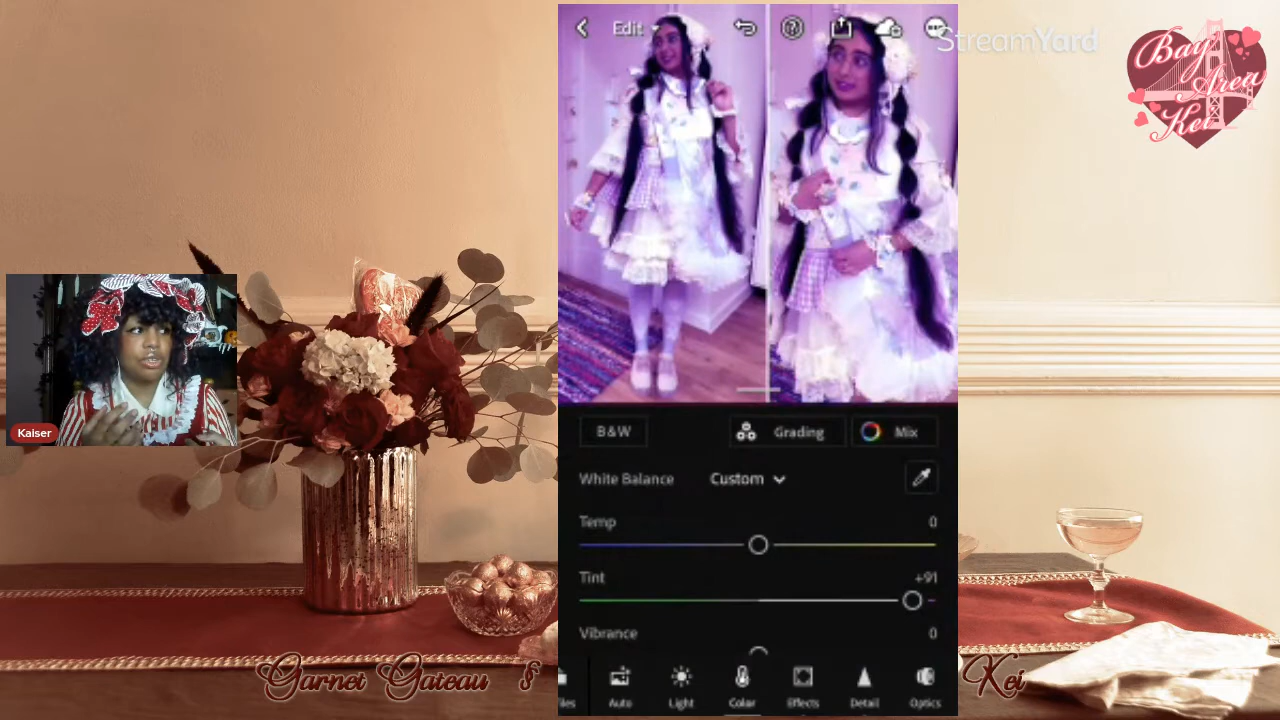 Edit
StreamYard
Bay
Area
Kei
Kaiser
B&W
Grading
Mix
White Balance
Custom
Temp
0
Tint
+91
Vibrance
0
Auto
Light
Color
Effects
Detail
Optics
Garnet Gateau §
Kei